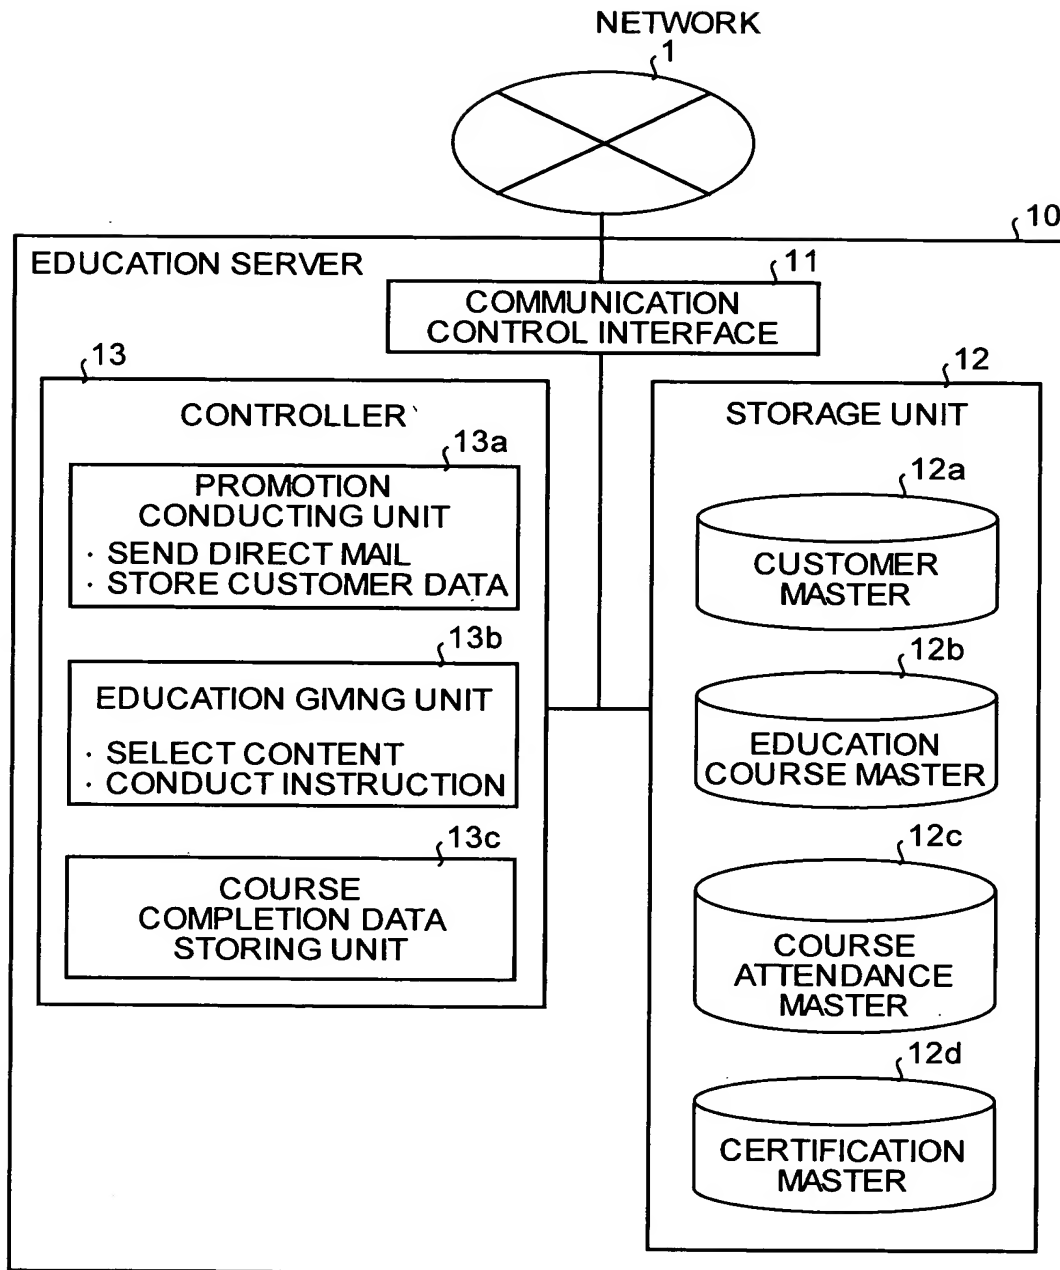 NETWORK
1
10
EDUCATION SERVER
11
COMMUNICATION
CONTROL INTERFACE
13
CONTROLLER
13a
PROMOTION
CONDUCTING UNIT
· SEND DIRECT MAIL
· STORE CUSTOMER DATA
13b
EDUCATION GIVING UNIT
· SELECT CONTENT
· CONDUCT INSTRUCTION
13c
COURSE
COMPLETION DATA
STORING UNIT
12
STORAGE UNIT
12a
CUSTOMER
MASTER
12b
EDUCATION
COURSE MASTER
12c
COURSE
ATTENDANCE
MASTER
12d
CERTIFICATION
MASTER